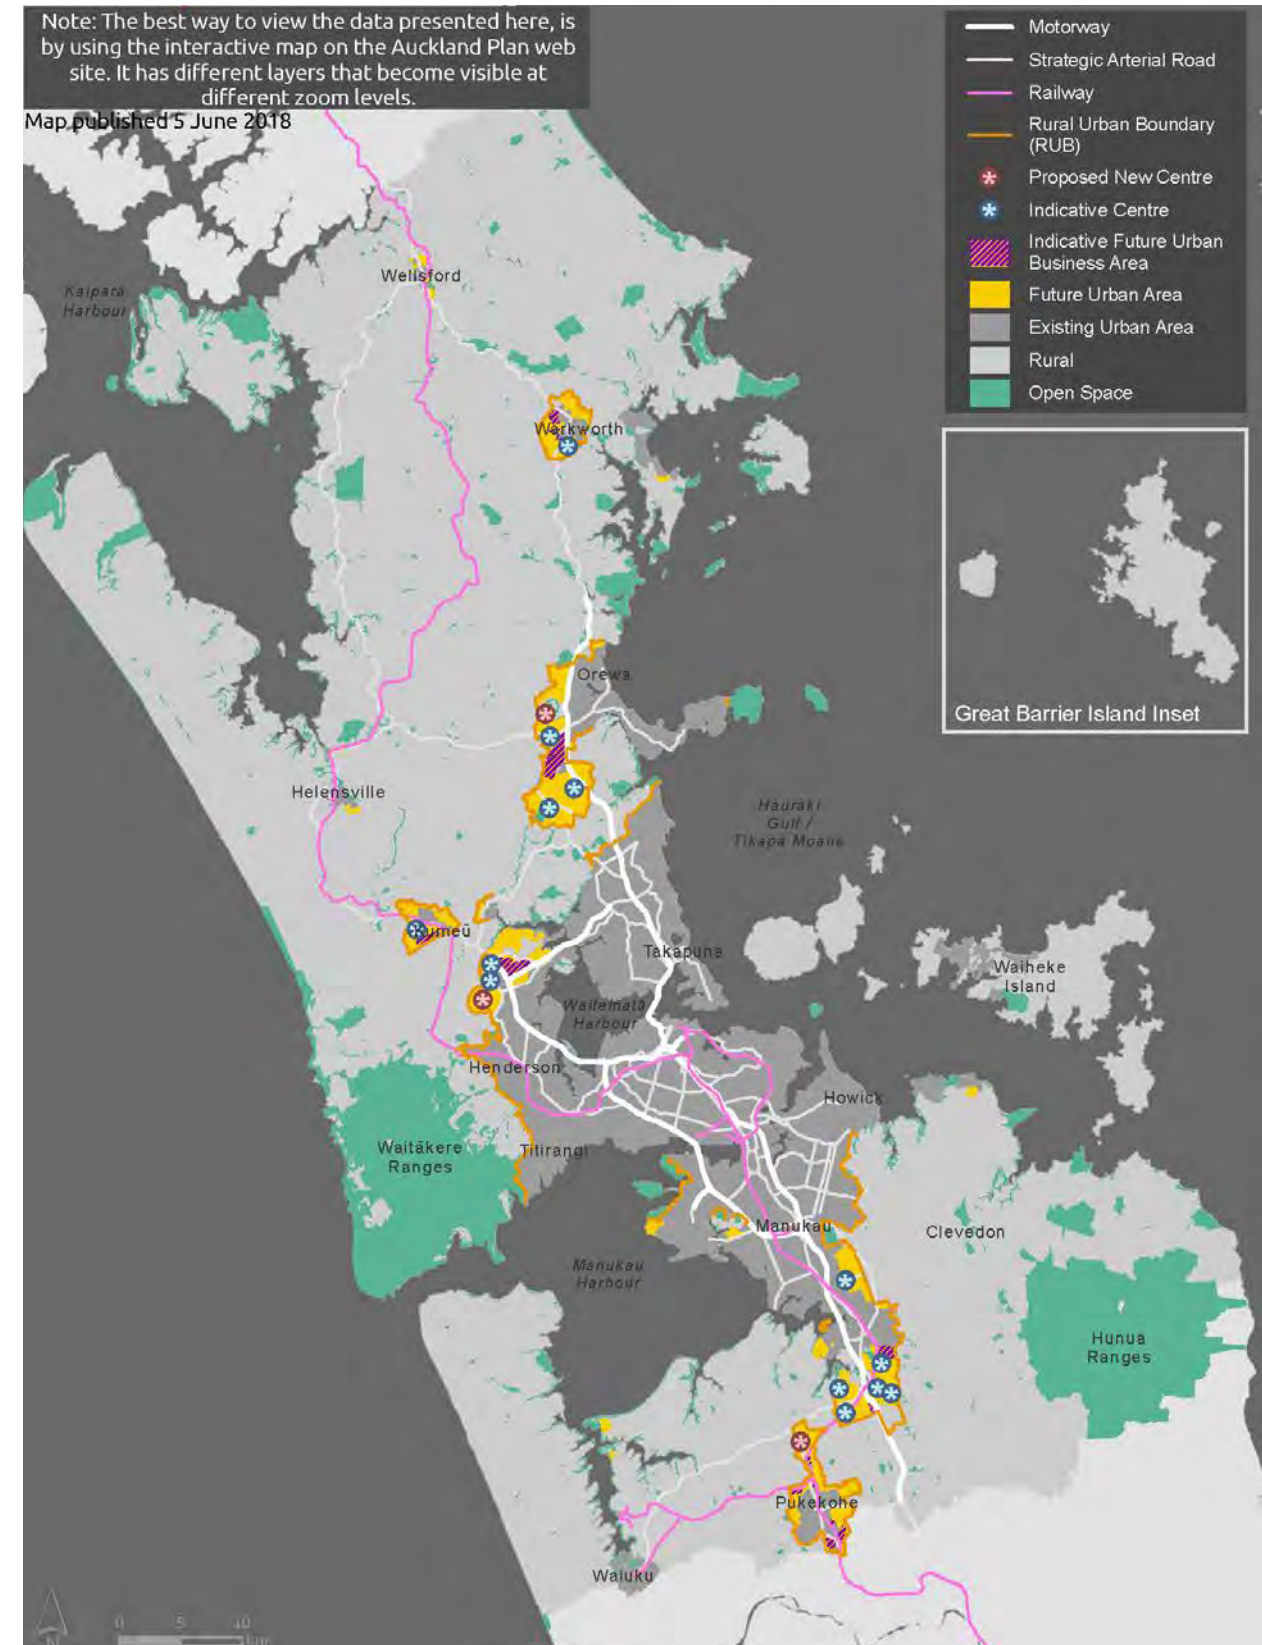 Note: The best way to view the data presented here, is
by using the interactive map on the Auckland Plan web
site. It has different layers that become visible at
different zoom levels.
Map published 5 June 2018
Motorway
Strategic Arterial Road
Railway
Rural Urban Boundary
(RUB)
Proposed New Centre
Indicative Centre
Indicative Future Urban
Business Area
Future Urban Area
Existing Urban Area
Rural
Open Space
Great Barrier Island Inset
Wellsford
Kaipara
Harbour
Warkworth
Orewa
Helensville
Hauraki
Gulf /
Tikapa Moana
Kumeū
Takapuna
Waiheke
Island
Waitematā
Harbour
Henderson
Howick
Waitākere
Ranges
Titirangi
Manukau
Clevedon
Manukau
Harbour
Hunua
Ranges
Pukekohe
Waiuku
0 5 10
km
N